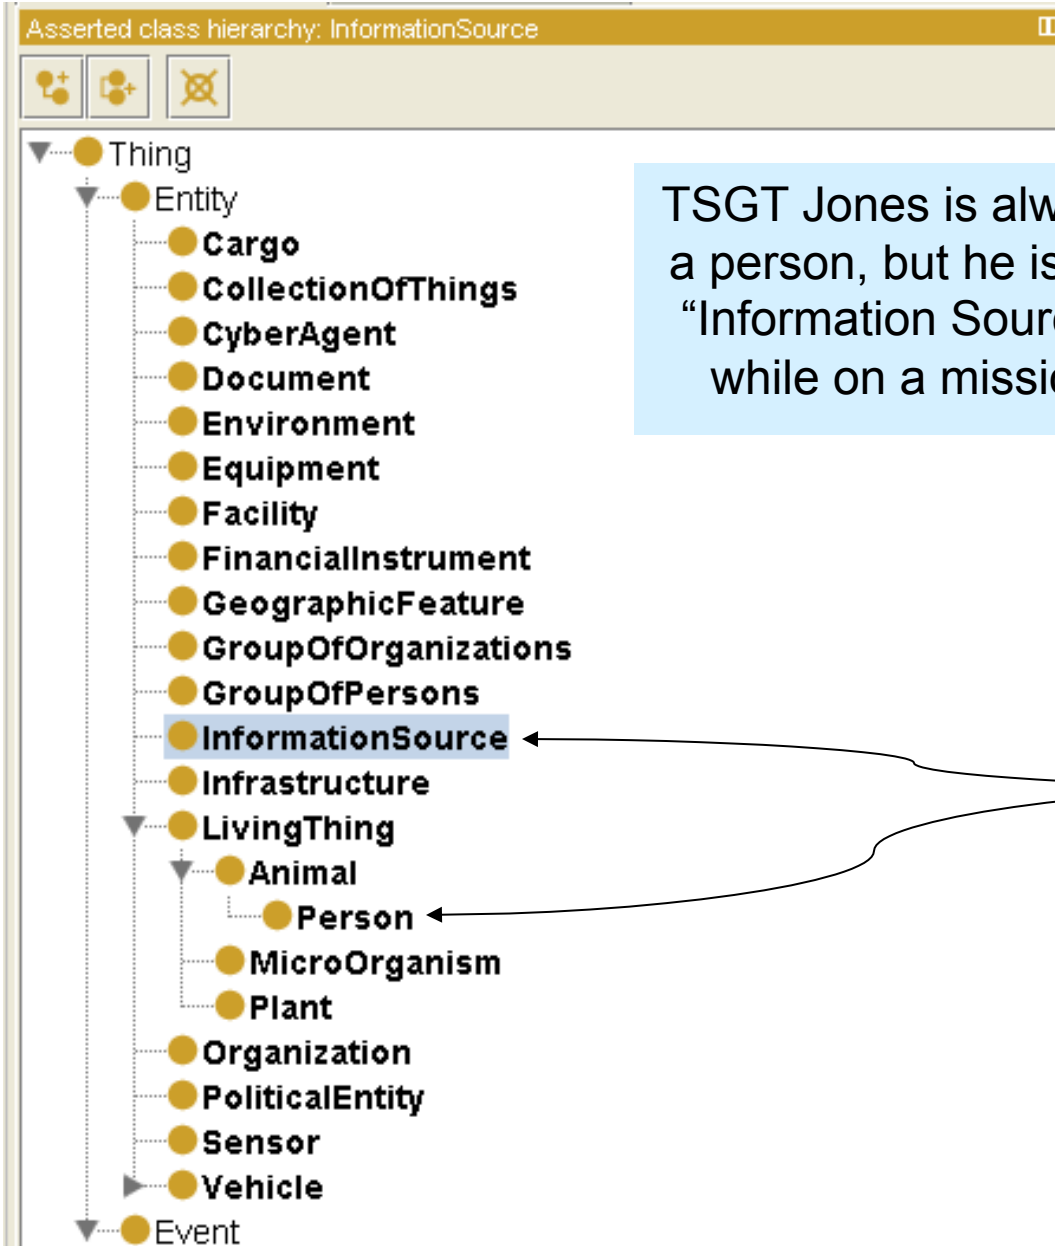 Asserted class hierarchy: InformationSource
Thing
Entity
Cargo
CollectionOfThings
CyberAgent
Document
Environment
Equipment
Facility
FinancialInstrument
GeographicFeature
GroupOfOrganizations
GroupOfPersons
InformationSource
Infrastructure
LivingThing
Animal
Person
MicroOrganism
Plant
Organization
PoliticalEntity
Sensor
Vehicle
Event
TSGT Jones is
a person, but he is
“Information
while on a